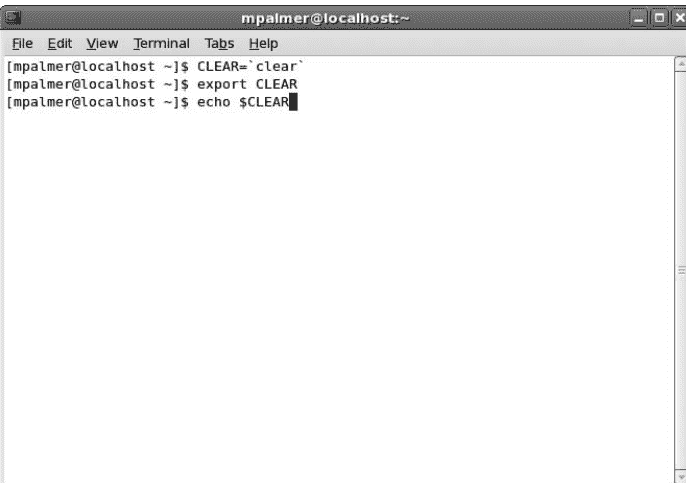 mpalmer@localhost:~
File Edit View Terminal Tabs Help
[mpalmer@localhost ~]$ CLEAR=`clear`
[mpalmer@localhost ~]$ export CLEAR
[mpalmer@localhost ~]$ echo $CLEAR